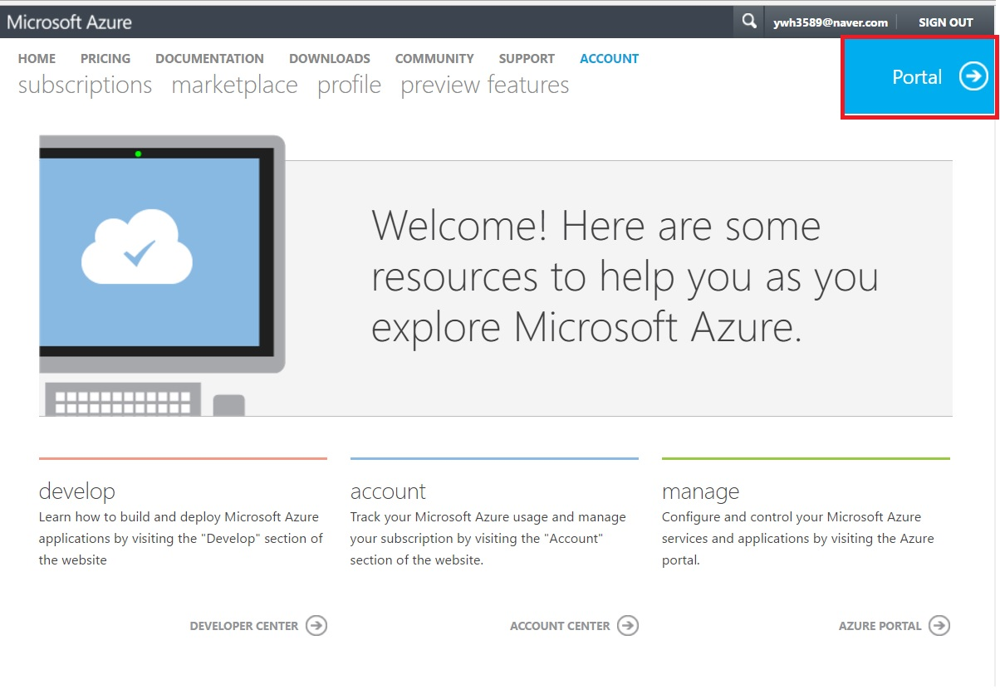 Microsoft Azure
ywh3589@naver.com
SIGN OUT
HOME PRICING DOCUMENTATION DOWNLOADS COMMUNITY SUPPORT ACCOUNT
subscriptions marketplace profile preview features
Portal
Welcome! Here are some
resources to help you as you
explore Microsoft Azure.
develop
Learn how to build and deploy Microsoft Azure
applications by visiting the "Develop" section of
the website
DEVELOPER CENTER
account
Track your Microsoft Azure usage and manage
your subscription by visiting the "Account"
section of the website.
ACCOUNT CENTER
manage
Configure and control your Microsoft Azure
services and applications by visiting the Azure
portal.
AZURE PORTAL